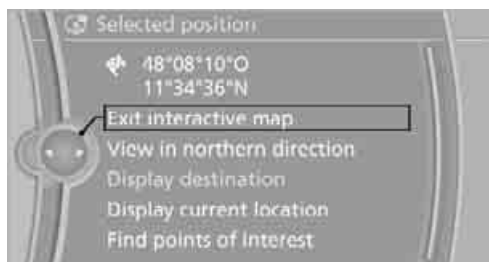 Selected position
48°08'10"O
11°34'36"N
Exit interactive map
View in northern direction
Display destination
Display current location
Find points of Interest